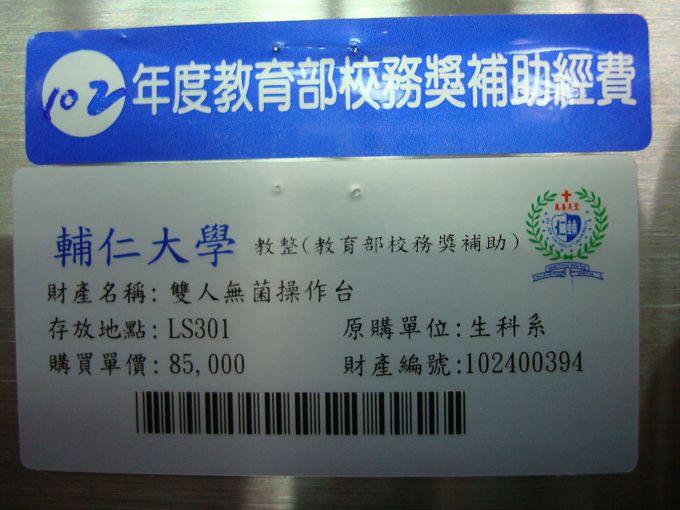 102 年度教育部校務獎補助經費
輔仁大學 教整(教育部校務獎補助)
財產名稱: 雙人無菌操作台
存放地點: LS301 原購單位: 生科系
購買單價: 85,000 財產編號:102400394